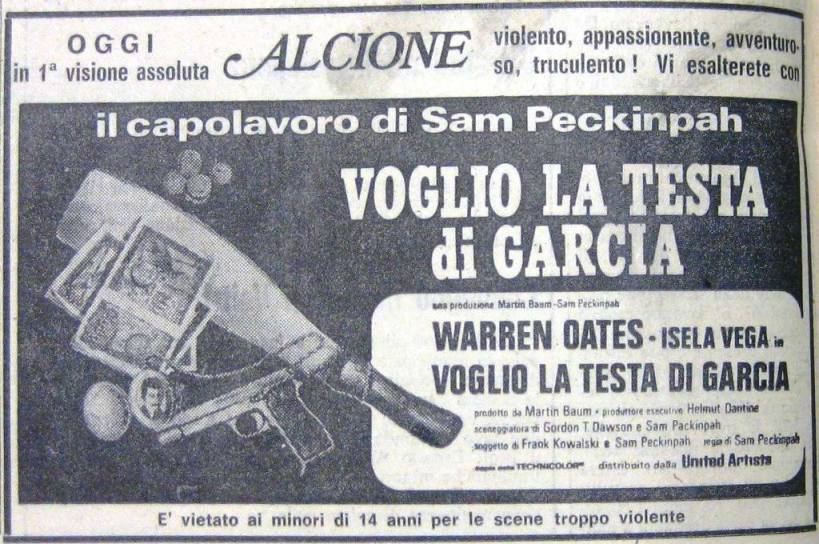 OGGI
in 1ª visione assoluta
ALCIONE
violento, appassionante, avventuro-
so, truculento! Vi esalterete con
il capolavoro di Sam Peckinpah
VOGLIO LA TESTA
di GARCIA
una produzione Martin Baum-Sam Peckinpah
WARREN OATES - ISELA VEGA in
VOGLIO LA TESTA DI GARCIA
prodotto da Martin Baum • produttore esecutivo Helmut Dantine
sceneggiatura di Gordon T. Dawson e Sam Packinpah
soggetto di Frank Kowalski e Sam Peckinpah regia di Sam Peckinpah
TECHNICOLOR distribuito dalla United Artists
E' vietato ai minori di 14 anni per le scene troppo violente